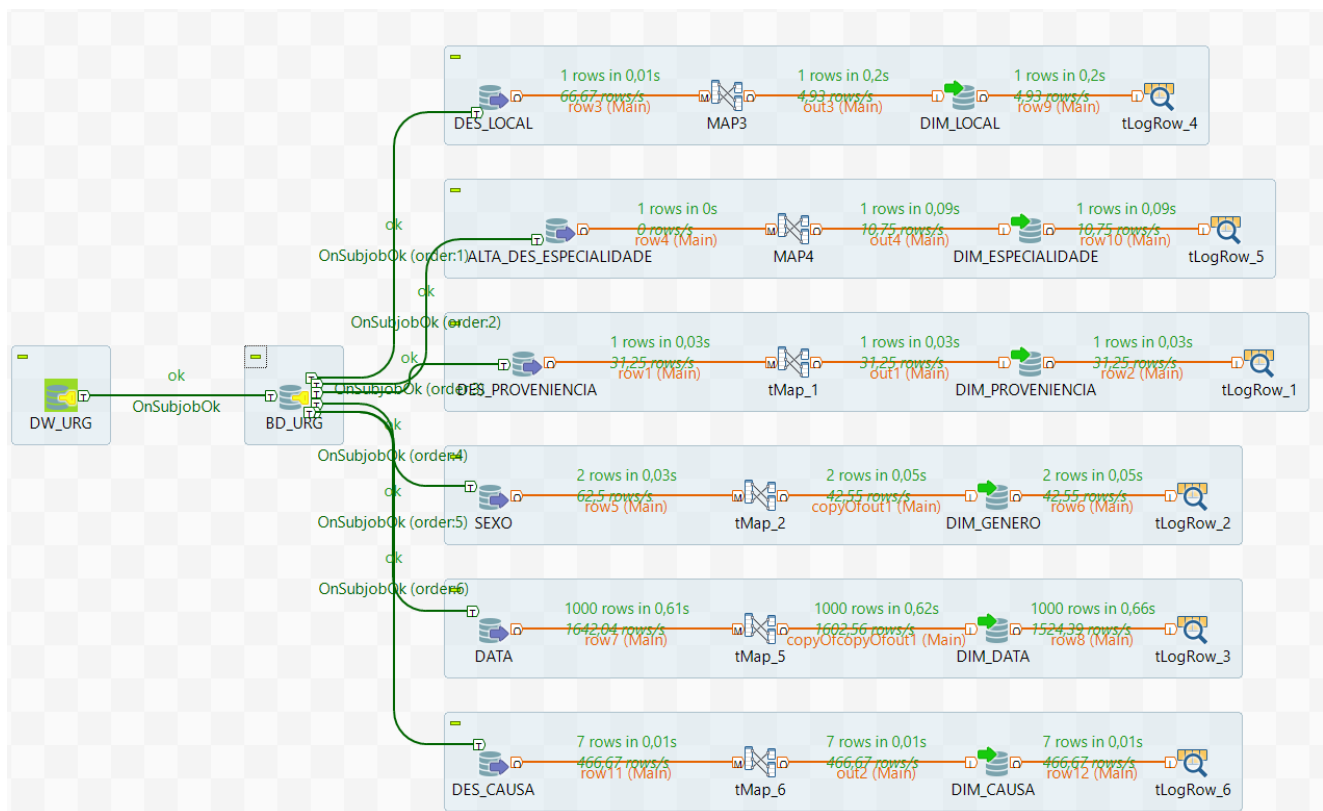 1 rows in 0,01s 1 rows in 0,2s 1 rows in 0,2s
66,67 rows/s 4,93 rows/s 4,93 rows/s
row3 (Main) out3 (Main) row9 (Main)
DES_LOCAL MAP3 DIM_LOCAL tLogRow_4
ok
OnSubjobOk (order:1)
1 rows in 0s 1 rows in 0,09s 1 rows in 0,09s
0 rows/s 10,75 rows/s 10,75 rows/s
row4 (Main) out4 (Main) row10 (Main)
ALTA_DES_ESPECIALIDADE MAP4 DIM_ESPECIALIDADE tLogRow_5
ok
OnSubjobOk (order:2)
1 rows in 0,03s 1 rows in 0,03s 1 rows in 0,03s
31,25 rows/s 31,25 rows/s 31,25 rows/s
row1 (Main) out1 (Main) row2 (Main)
DES_PROVENIENCIA tMap_1 DIM_PROVENIENCIA tLogRow_1
ok
OnSubjobOk
ok
DW_URG
BD_URG
ok
OnSubjobOk (order:4)
2 rows in 0,03s 2 rows in 0,05s 2 rows in 0,05s
62,5 rows/s 42,55 rows/s 42,55 rows/s
row5 (Main) copyOfout1 (Main) row6 (Main)
SEXO tMap_2 DIM_GENERO tLogRow_2
ok
OnSubjobOk (order:5)
ok
OnSubjobOk (order:6)
1000 rows in 0,61s 1000 rows in 0,62s 1000 rows in 0,66s
1642,04 rows/s 1602,56 rows/s 1524,39 rows/s
row7 (Main) copyOfcopyOfout1 (Main) row8 (Main)
DATA tMap_5 DIM_DATA tLogRow_3
7 rows in 0,01s 7 rows in 0,01s 7 rows in 0,01s
466,67 rows/s 466,67 rows/s 466,67 rows/s
row11 (Main) out2 (Main) row12 (Main)
DES_CAUSA tMap_6 DIM_CAUSA tLogRow_6